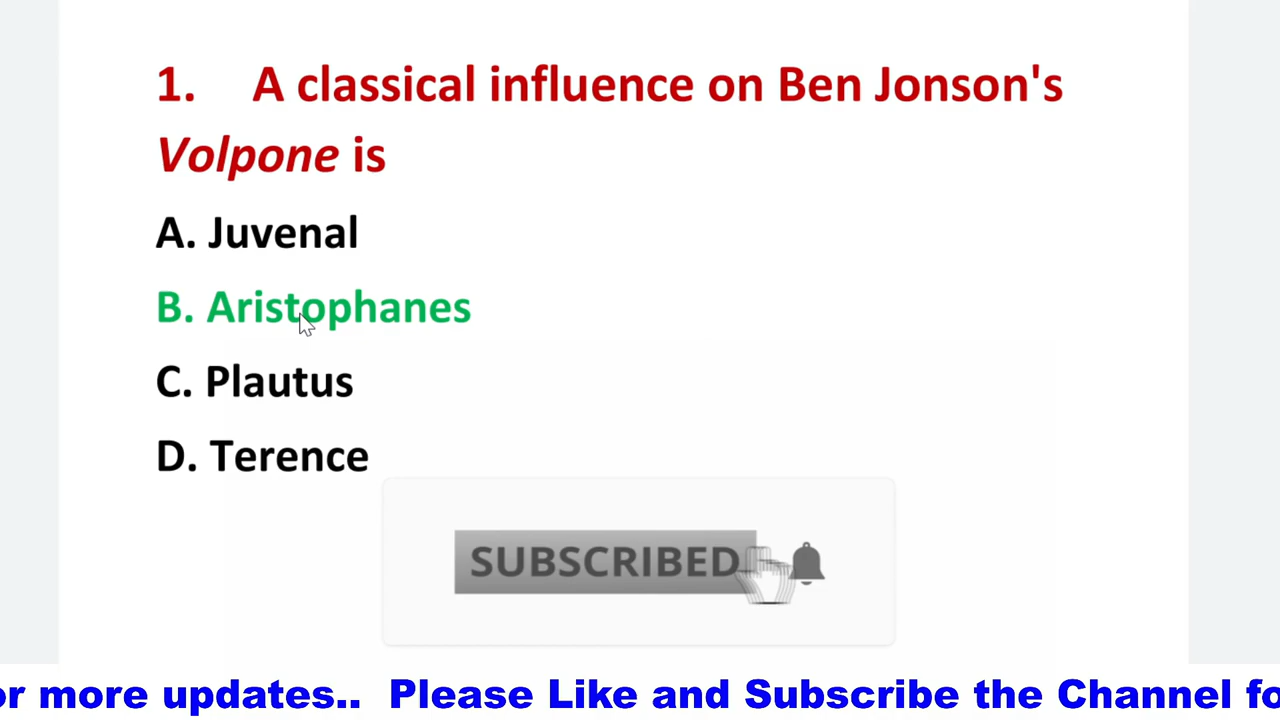 1. A classical influence on Ben Jonson's
Volpone is
A. Juvenal
B. Aristophanes
C. Plautus
D. Terence
SUBSCRIBED
or more updates.. Please Like and Subscribe the Channel fo